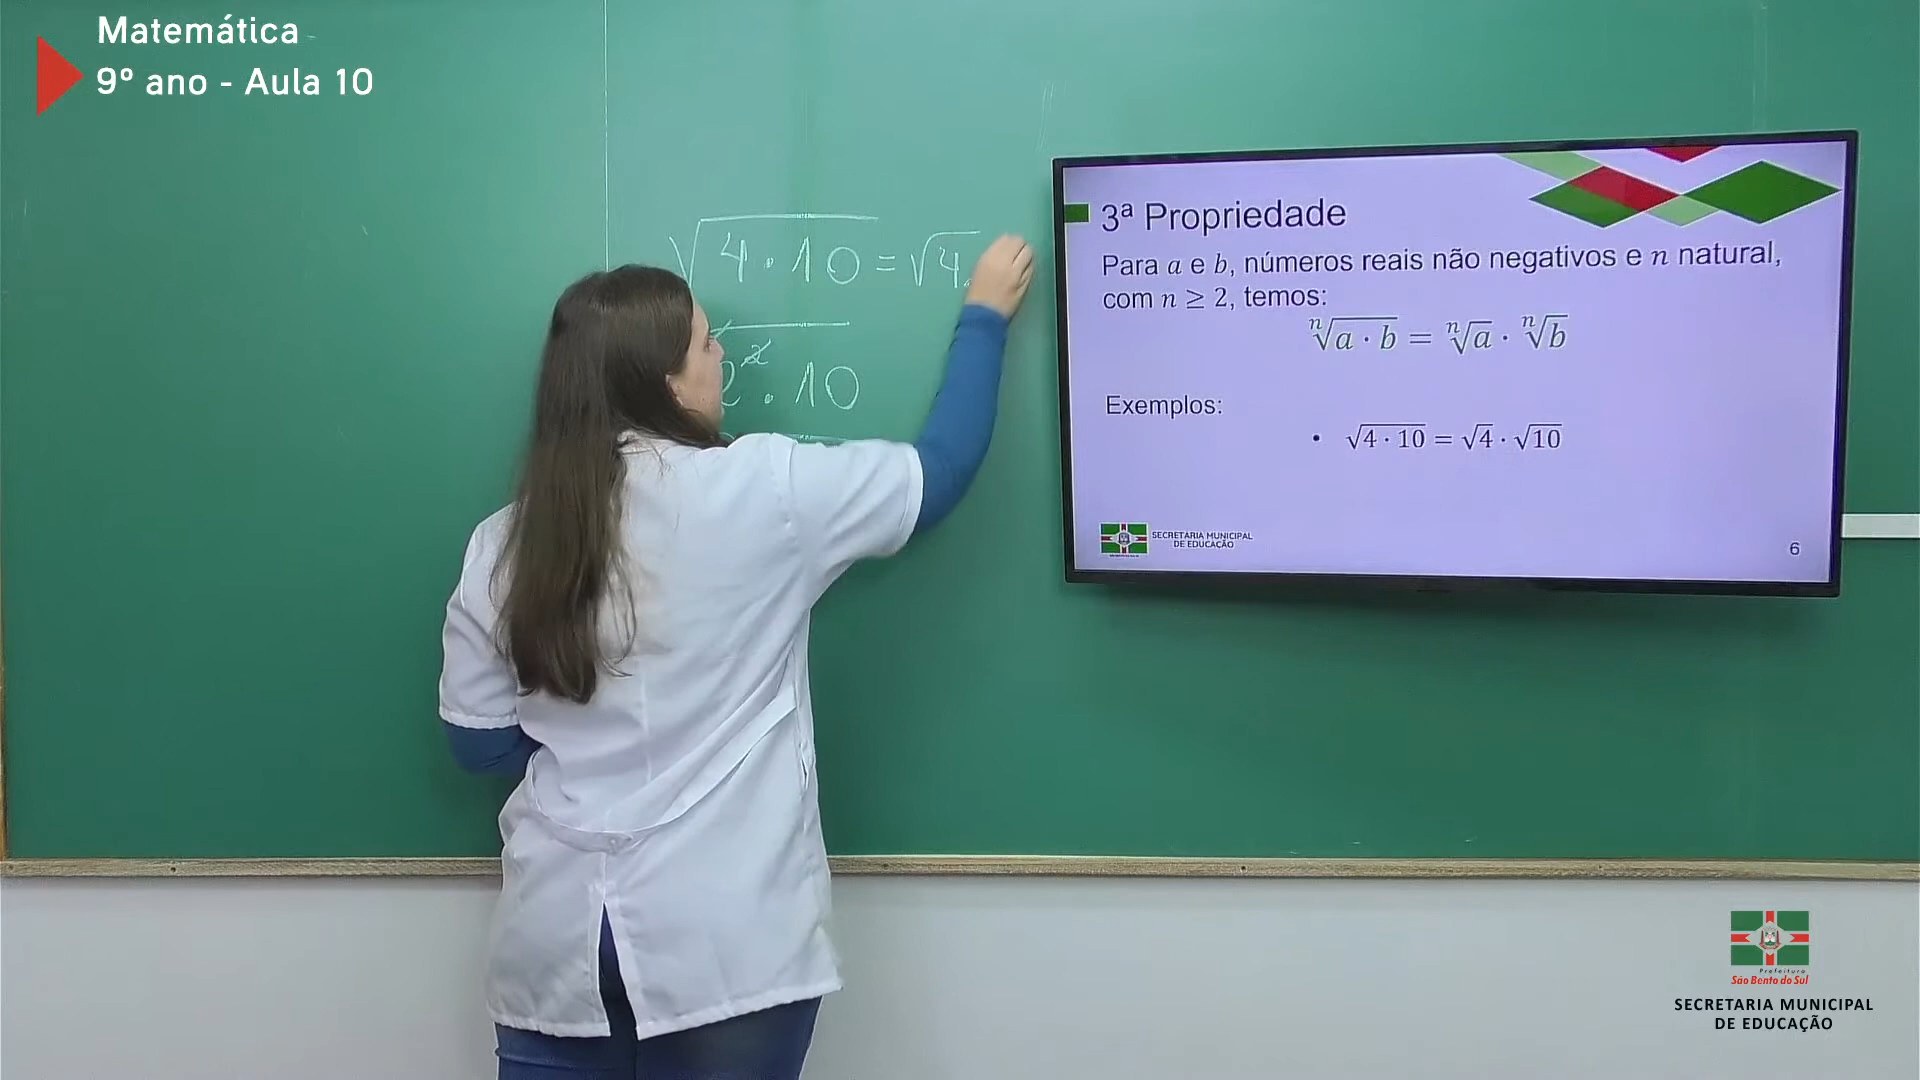 Matemática
9º ano - Aula 10
√4 · 10 = √4 ·
2² · 10
3ª Propriedade
Para a e b, números reais não negativos e n natural,
com n ≥ 2, temos:
ⁿ√a · b = ⁿ√a · ⁿ√b
Exemplos:
• √4 · 10 = √4 · √10
SECRETARIA MUNICIPAL
DE EDUCAÇÃO
6
Prefeitura
São Bento do Sul
SECRETARIA MUNICIPAL
DE EDUCAÇÃO